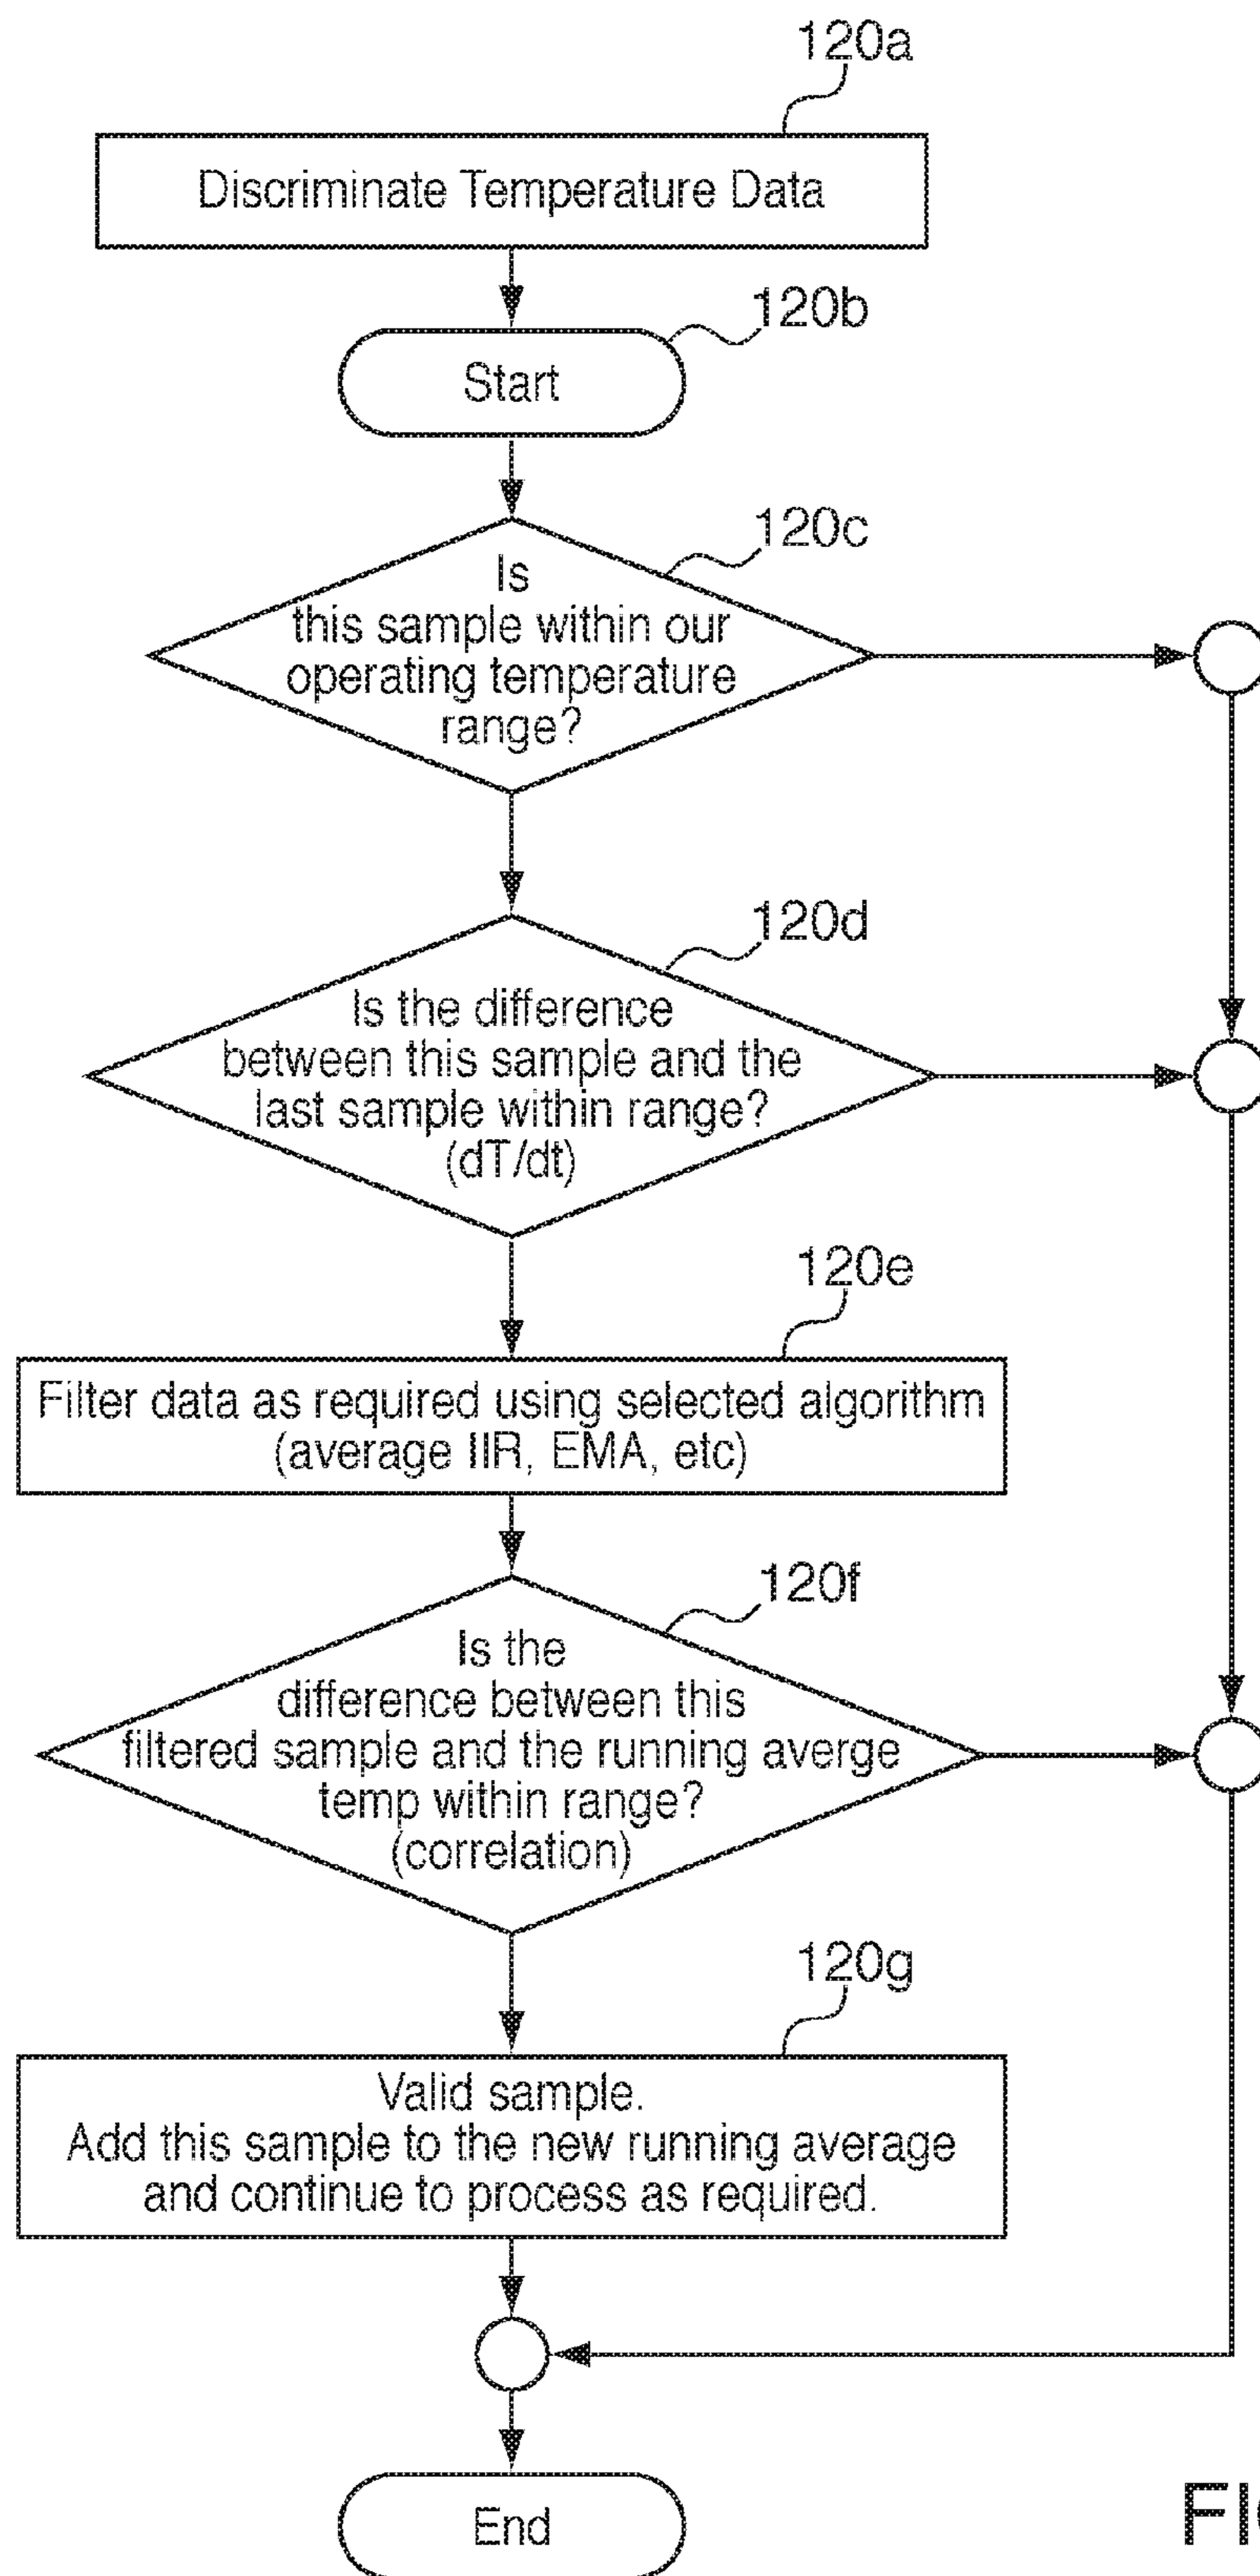 120a
Discriminate Temperature Data
120b
Start
120c
Is
this sample within our
operating temperature
range?
120d
Is the difference
between this sample and the
last sample within range?
(dT/dt)
120e
Filter data as required using selected algorithm
(average IIR, EMA, etc)
120f
Is the
difference between this
filtered sample and the running averge
temp within range?
(correlation)
120g
Valid sample.
Add this sample to the new running average
and continue to process as required.
End